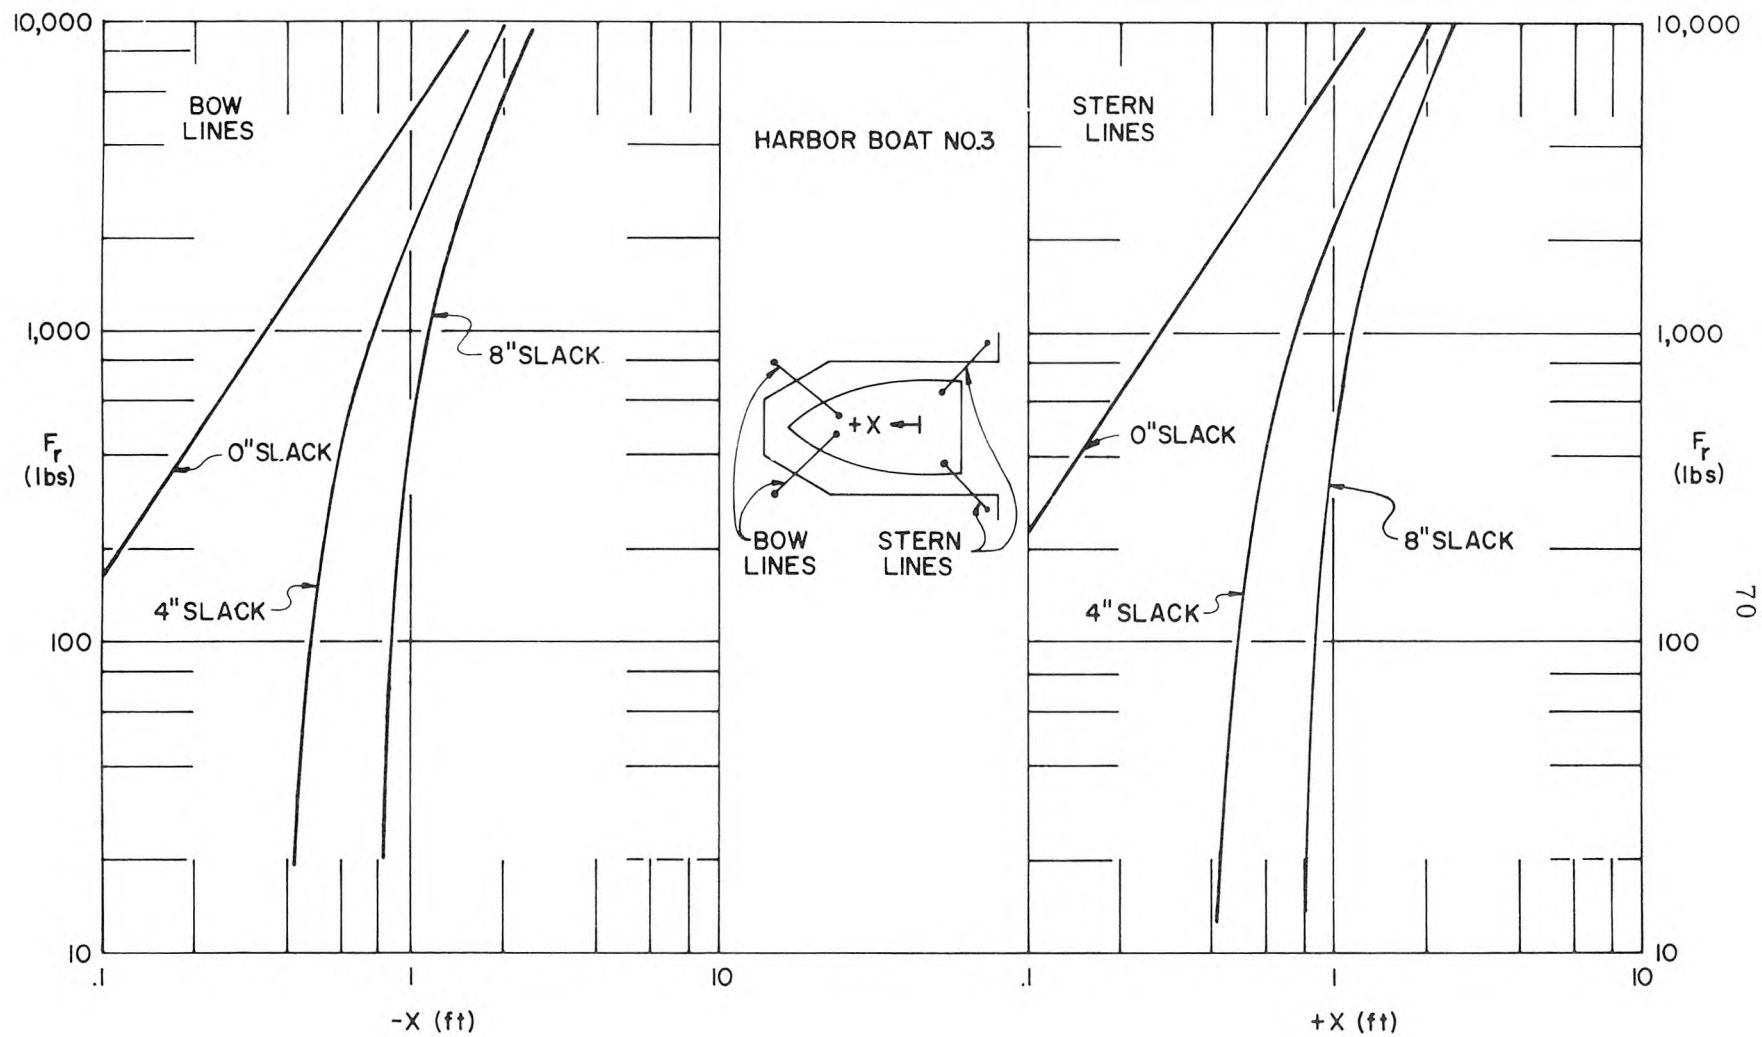 10,000
1,000
100
10
F_r
(lbs)
BOW
LINES
0" SLACK
4" SLACK
8" SLACK
.1
1
10
-X (ft)
HARBOR BOAT NO.3
+X
BOW
LINES
STERN
LINES
STERN
LINES
0" SLACK
4" SLACK
8" SLACK
.1
1
10
+X (ft)
10,000
1,000
100
10
F_r
(lbs)
70